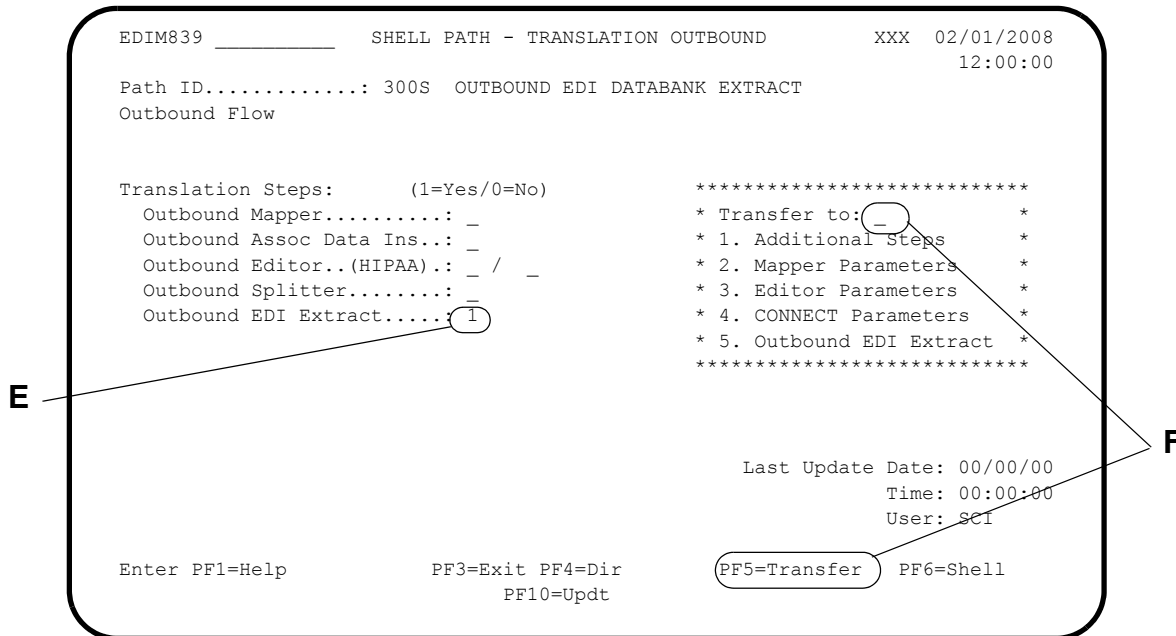 EDIM839 __________ SHELL PATH - TRANSLATION OUTBOUND XXX 02/01/2008
12:00:00
Path ID.............: 300S OUTBOUND EDI DATABANK EXTRACT
Outbound Flow
Translation Steps: (1=Yes/0=No) ****************************
Outbound Mapper..........: _ * Transfer to: _ *
Outbound Assoc Data Ins..: _ * 1. Additional Steps *
Outbound Editor..(HIPAA).: _ / _ * 2. Mapper Parameters *
Outbound Splitter........: _ * 3. Editor Parameters *
Outbound EDI Extract.....: 1 * 4. CONNECT Parameters *
* 5. Outbound EDI Extract *
****************************
E
F
Last Update Date: 00/00/00
Time: 00:00:00
User: SCI
Enter PF1=Help PF3=Exit PF4=Dir PF5=Transfer PF6=Shell
PF10=Updt